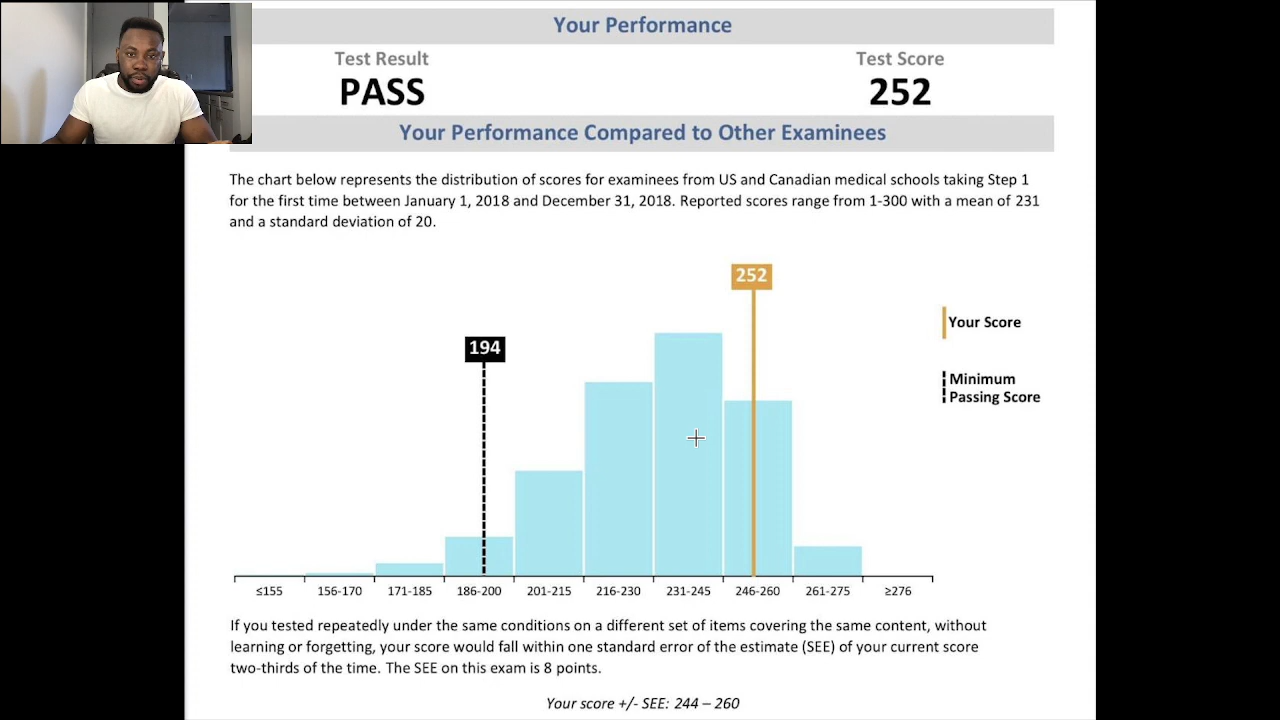 Your Performance
Test Result
Test Score
PASS
252
Your Performance Compared to Other Examinees
The chart below represents the distribution of scores for examinees from US and Canadian medical schools taking Step 1
for the first time between January 1, 2018 and December 31, 2018. Reported scores range from 1-300 with a mean of 231
and a standard deviation of 20.
252
194
Your Score
Minimum
Passing Score
≤155 156-170 171-185 186-200 201-215 216-230 231-245 246-260 261-275 ≥276
If you tested repeatedly under the same conditions on a different set of items covering the same content, without
learning or forgetting, your score would fall within one standard error of the estimate (SEE) of your current score
two-thirds of the time. The SEE on this exam is 8 points.
Your score +/- SEE: 244 – 260